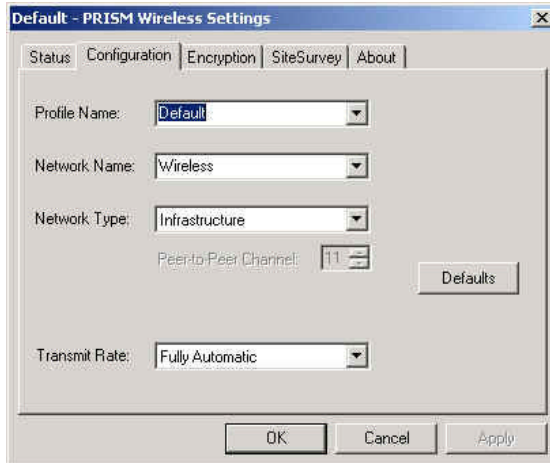 Default - PRISM Wireless Settings
Status Configuration Encryption SiteSurvey About
Profile Name: Default
Network Name: Wireless
Network Type: Infrastructure
Peer-to-Peer Channel: 11
Defaults
Transmit Rate: Fully Automatic
OK Cancel Apply